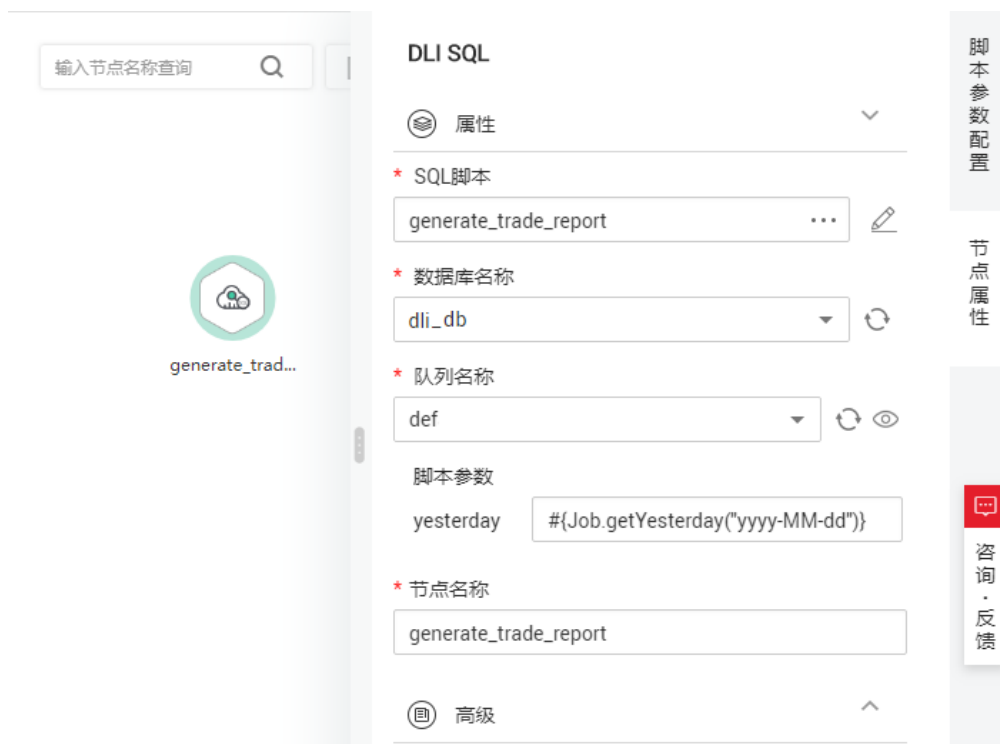 输入节点名称查询
generate_trad...
DLI SQL
属性
* SQL脚本
generate_trade_report
* 数据库名称
dli_db
* 队列名称
def
脚本参数
yesterday #{Job.getYesterday("yyyy-MM-dd")}
* 节点名称
generate_trade_report
高级
脚本参数配置
节点属性
咨询·反馈